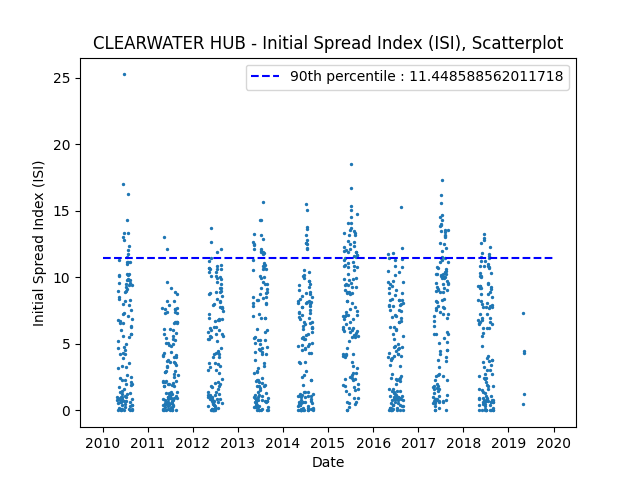 CLEARWATER HUB - Initial Spread Index (ISI), Scatterplot
90th percentile : 11.448588562011718
Initial Spread Index (ISI)
25
20
15
10
5
0
2010 2011 2012 2013 2014 2015 2016 2017 2018 2019 2020
Date